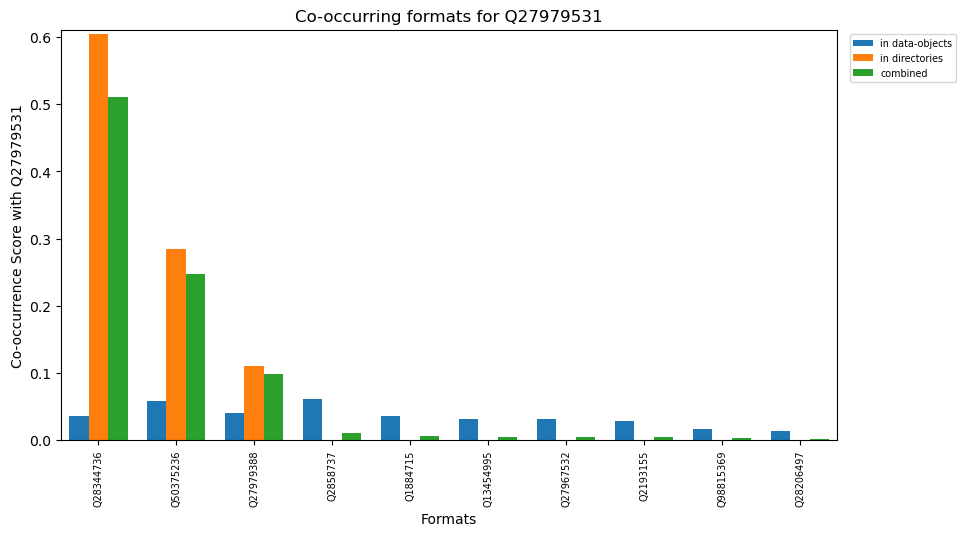 Co-occurring formats for Q27979531
in data-objects
in directories
combined
Co-occurrence Score with Q27979531
0.6
0.5
0.4
0.3
0.2
0.1
0.0
Q28344736
Q50375236
Q27979388
Q2858737
Q1884715
Q13454995
Q27967532
Q2193155
Q98815369
Q28206497
Formats